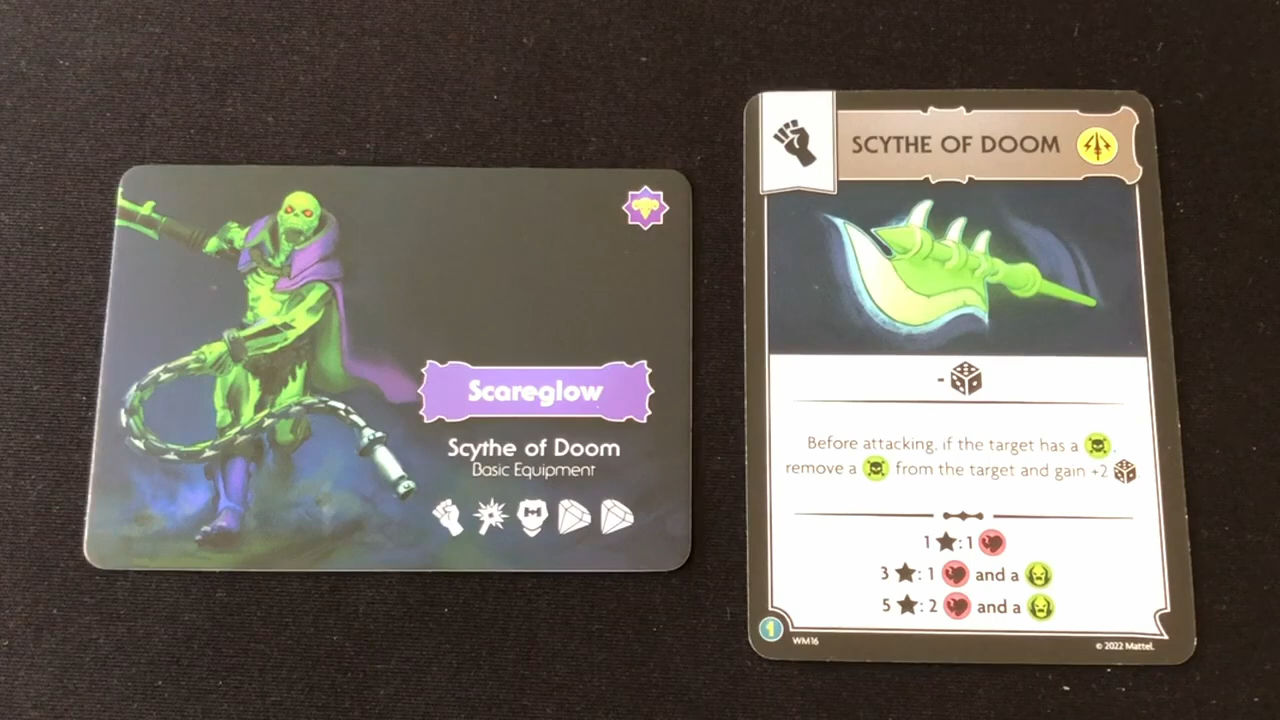 Scareglow
Scythe of Doom
Basic Equipment
SCYTHE OF DOOM
-
Before attacking, if the target has a ,
remove a from the target and gain +2
1 ★: 1
3 ★: 1 and a
5 ★: 2 and a
1
WM16
© 2022 Mattel.